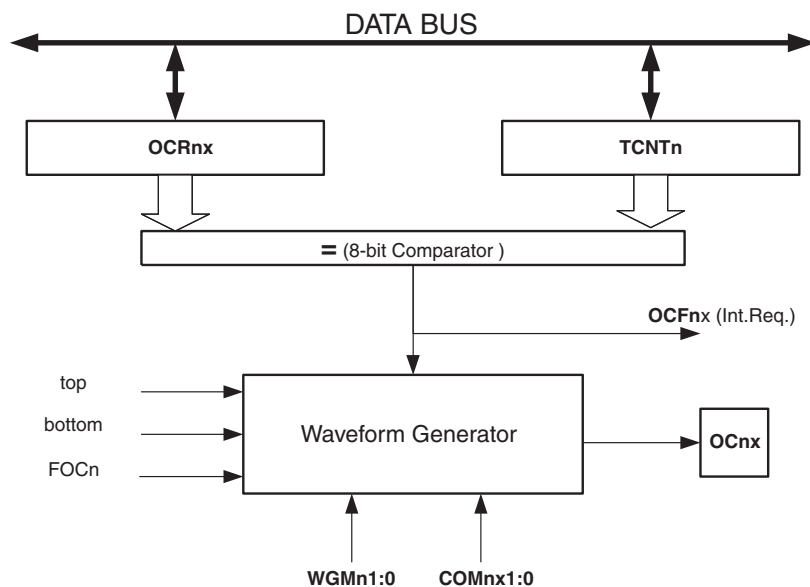 DATA BUS
OCRnx
TCNTn
= (8-bit Comparator )
OCFnx (Int.Req.)
top
bottom
FOCn
Waveform Generator
OCnx
WGMn1:0
COMnx1:0